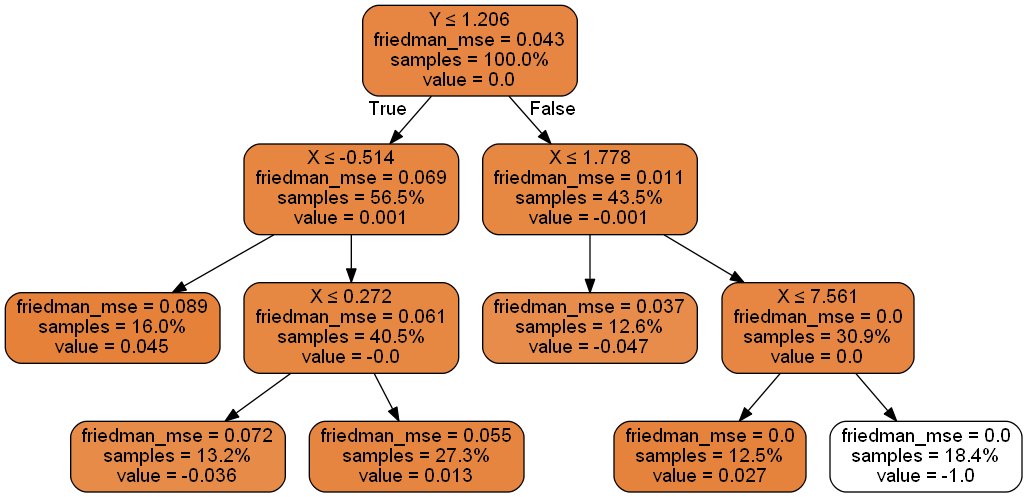 Y ≤ 1.206
friedman_mse = 0.043
samples = 100.0%
value = 0.0
True
False
X ≤ -0.514
friedman_mse = 0.069
samples = 56.5%
value = 0.001
X ≤ 1.778
friedman_mse = 0.011
samples = 43.5%
value = -0.001
friedman_mse = 0.089
samples = 16.0%
value = 0.045
X ≤ 0.272
friedman_mse = 0.061
samples = 40.5%
value = -0.0
friedman_mse = 0.037
samples = 12.6%
value = -0.047
X ≤ 7.561
friedman_mse = 0.0
samples = 30.9%
value = 0.0
friedman_mse = 0.072
samples = 13.2%
value = -0.036
friedman_mse = 0.055
samples = 27.3%
value = 0.013
friedman_mse = 0.0
samples = 12.5%
value = 0.027
friedman_mse = 0.0
samples = 18.4%
value = -1.0